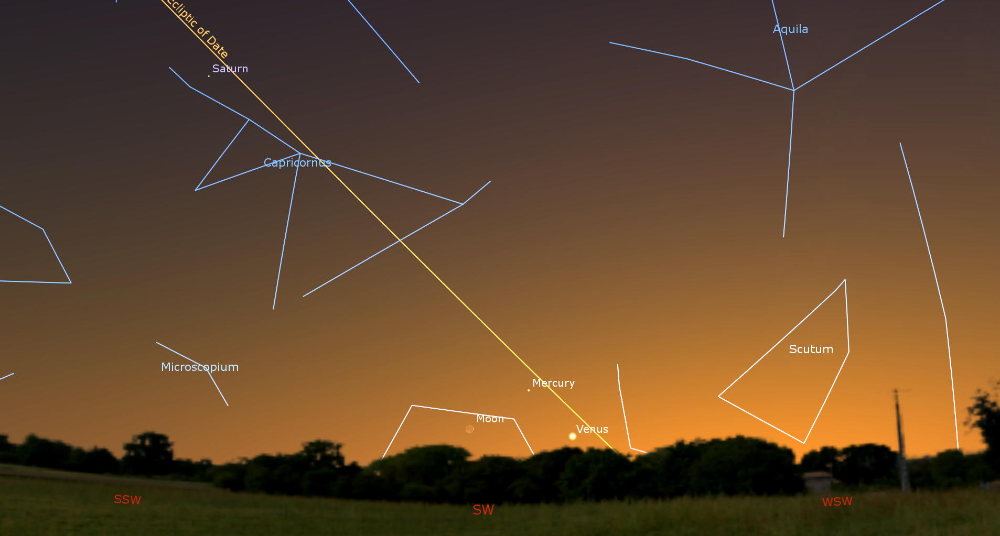 Ecliptic of Date
Aquila
Saturn
Capricornus
Scutum
Microscopium
Mercury
Moon
Venus
SSW
SW
WSW